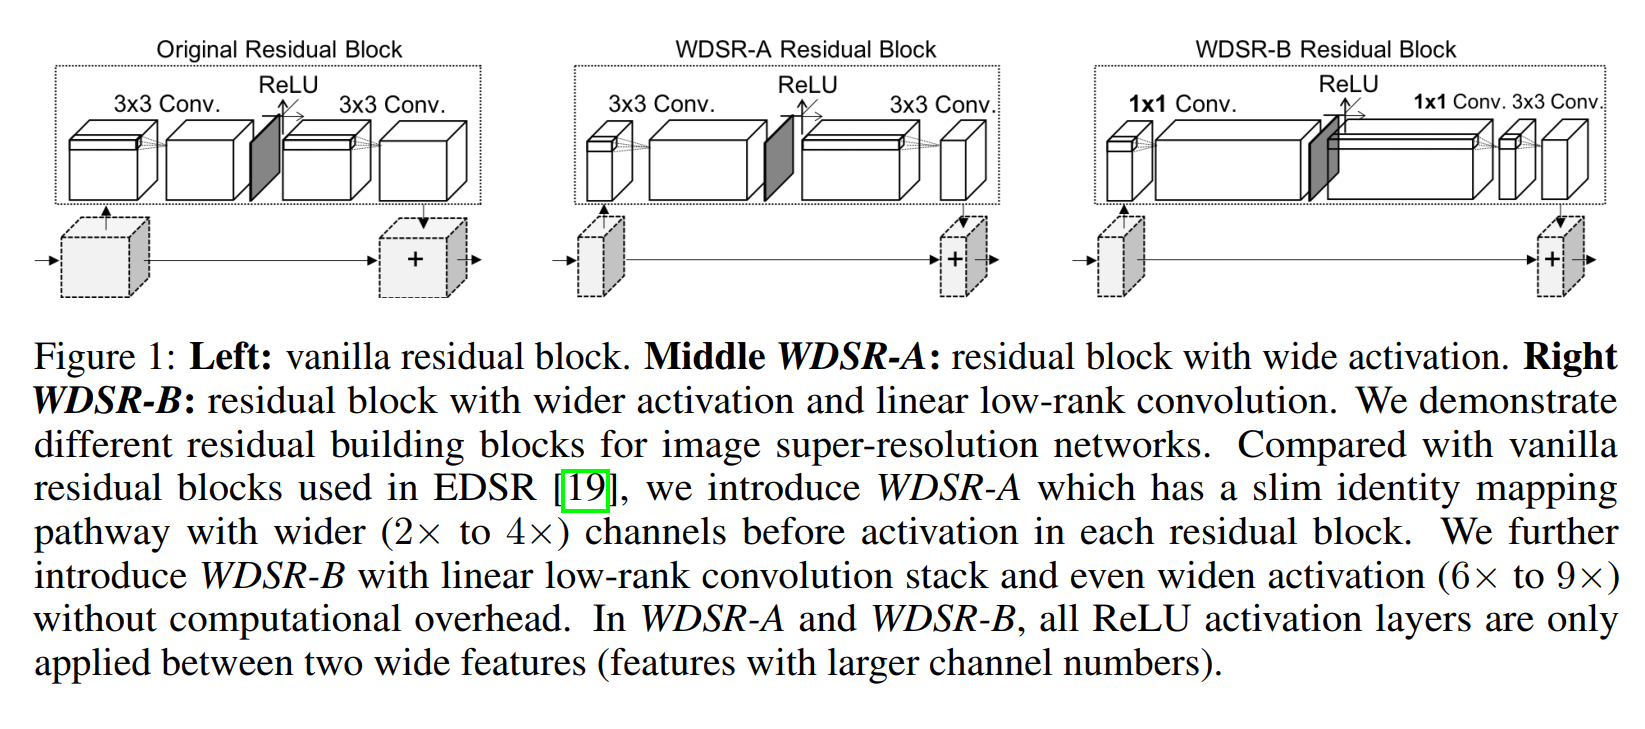 Original Residual Block
ReLU
3x3 Conv.
3x3 Conv.
+
WDSR-A Residual Block
ReLU
3x3 Conv.
3x3 Conv.
+
WDSR-B Residual Block
ReLU
1x1 Conv.
1x1 Conv. 3x3 Conv.
+
Figure 1: Left: vanilla residual block. Middle WDSR-A: residual block with wide activation. Right
WDSR-B: residual block with wider activation and linear low-rank convolution. We demonstrate
different residual building blocks for image super-resolution networks. Compared with vanilla
residual blocks used in EDSR [19], we introduce WDSR-A which has a slim identity mapping
pathway with wider (2× to 4×) channels before activation in each residual block. We further
introduce WDSR-B with linear low-rank convolution stack and even widen activation (6× to 9×)
without computational overhead. In WDSR-A and WDSR-B, all ReLU activation layers are only
applied between two wide features (features with larger channel numbers).